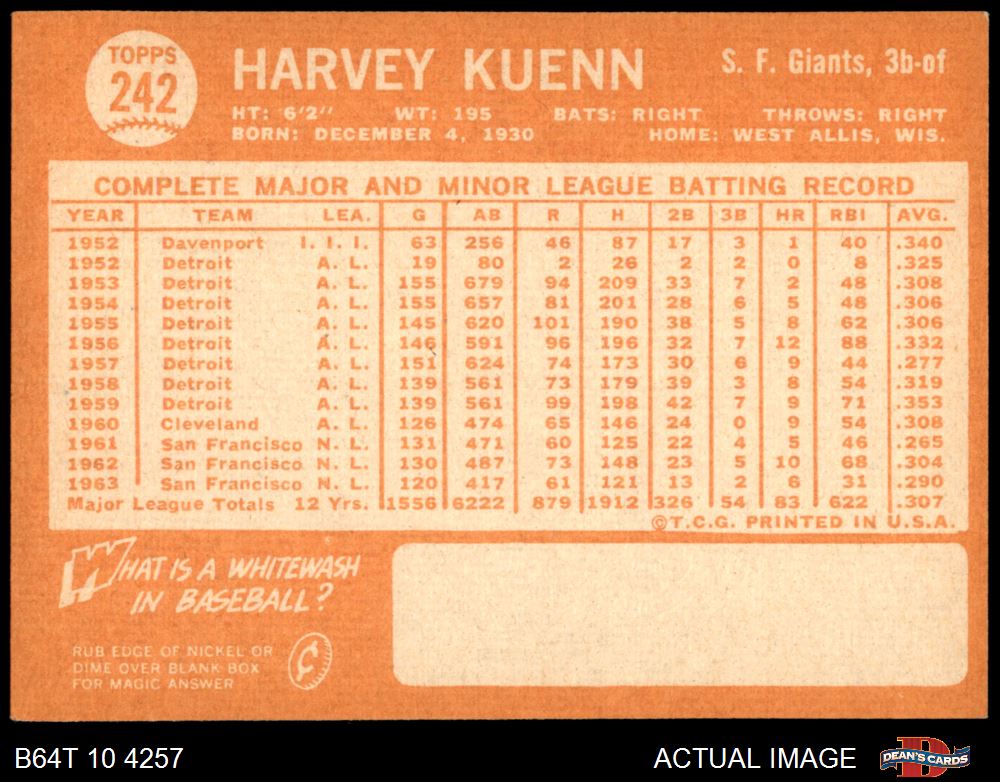 TOPPS
242
HARVEY KUENN
S. F. Giants, 3b-of
HT: 6'2" WT: 195 BATS: RIGHT THROWS: RIGHT
BORN: DECEMBER 4, 1930 HOME: WEST ALLIS, WIS.
COMPLETE MAJOR AND MINOR LEAGUE BATTING RECORD
YEAR TEAM LEA. G AB R H 2B 3B HR RBI AVG.
1952 Davenport I. I. I. 63 256 46 87 17 3 1 40 .340
1952 Detroit A. L. 19 80 2 26 2 2 0 8 .325
1953 Detroit A. L. 155 679 94 209 33 7 2 48 .308
1954 Detroit A. L. 155 657 81 201 28 6 5 48 .306
1955 Detroit A. L. 145 620 101 190 38 5 8 62 .306
1956 Detroit A. L. 146 591 96 196 32 7 12 88 .332
1957 Detroit A. L. 151 624 74 173 30 6 9 44 .277
1958 Detroit A. L. 139 561 73 179 39 3 8 54 .319
1959 Detroit A. L. 139 561 99 198 42 7 9 71 .353
1960 Cleveland A. L. 126 474 65 146 24 0 9 54 .308
1961 San Francisco N. L. 131 471 60 125 22 4 5 46 .265
1962 San Francisco N. L. 130 487 73 148 23 5 10 68 .304
1963 San Francisco N. L. 120 417 61 121 13 2 6 31 .290
Major League Totals 12 Yrs. 1556 6222 879 1912 326 54 83 622 .307
©T.C.G. PRINTED IN U.S.A.
WHAT IS A WHITEWASH
IN BASEBALL?
RUB EDGE OF NICKEL OR
DIME OVER BLANK BOX
FOR MAGIC ANSWER
¢
B64T 10 4257
ACTUAL IMAGE
DEAN'S CARDS